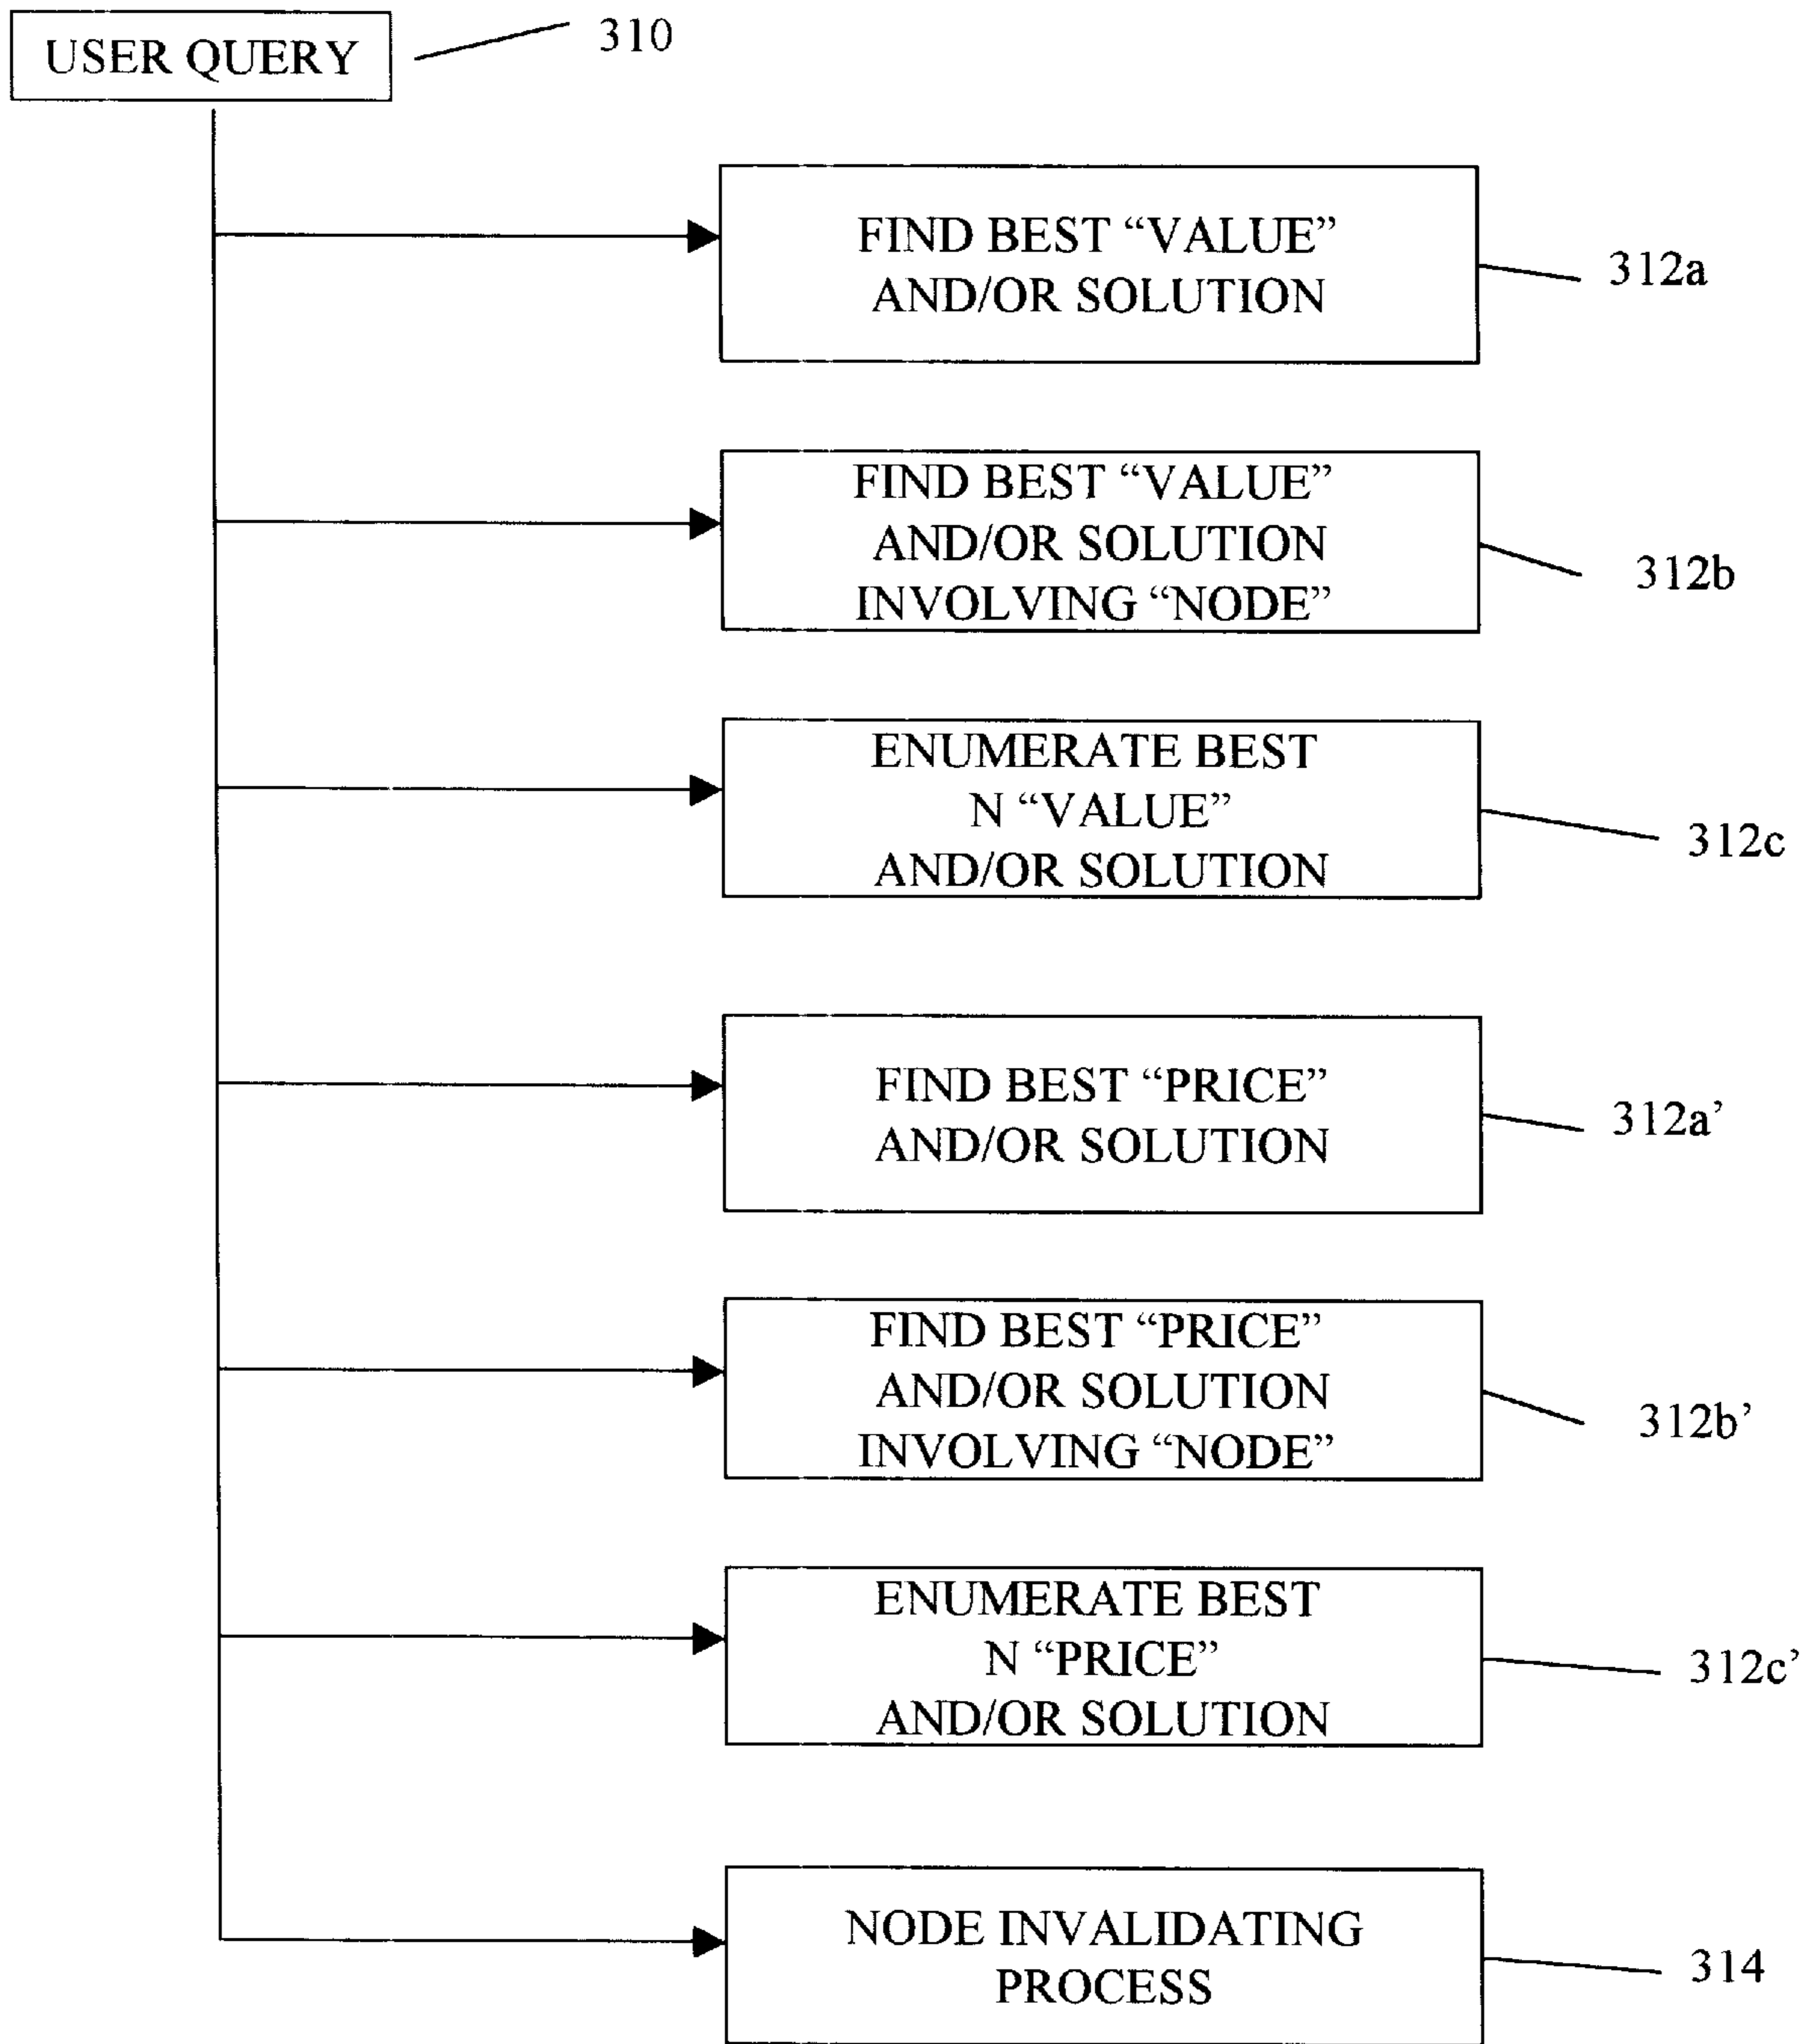 USER QUERY
310
FIND BEST “VALUE”
AND/OR SOLUTION
312a
FIND BEST “VALUE”
AND/OR SOLUTION
INVOLVING “NODE”
312b
ENUMERATE BEST
N “VALUE”
AND/OR SOLUTION
312c
FIND BEST “PRICE”
AND/OR SOLUTION
312a’
FIND BEST “PRICE”
AND/OR SOLUTION
INVOLVING “NODE”
312b’
ENUMERATE BEST
N “PRICE”
AND/OR SOLUTION
312c’
NODE INVALIDATING
PROCESS
314